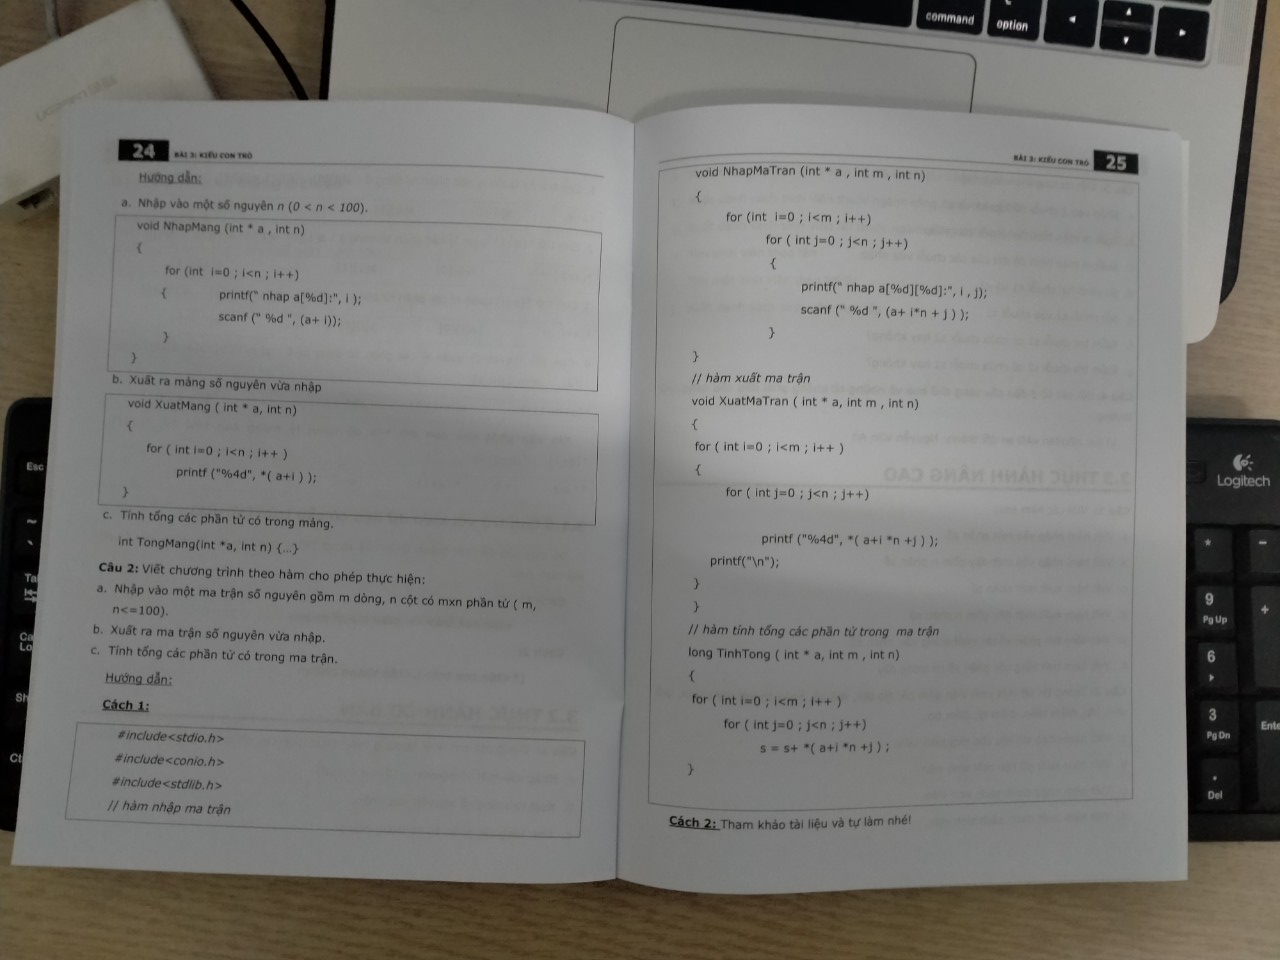 command
option
24
BÀI 3: KIỂU CON TRỎ
Hướng dẫn:
a. Nhập vào một số nguyên n (0 < n < 100).
void NhapMang (int * a , int n)
{
for (int i=0 ; i<n ; i++)
{ printf(" nhap a[%d]:", i );
scanf (" %d ", (a+ i));
}
}
b. Xuất ra mảng số nguyên vừa nhập
void XuatMang ( int * a, int n)
{
for ( int i=0 ; i<n ; i++ )
printf ("%4d", *( a+i ) );
}
c. Tính tổng các phần tử có trong mảng.
int TongMang(int *a, int n) {...}
Câu 2: Viết chương trình theo hàm cho phép thực hiện:
a. Nhập vào một ma trận số nguyên gồm m dòng, n cột có mxn phần tử ( m,
n<=100).
b. Xuất ra ma trận số nguyên vừa nhập.
c. Tính tổng các phần tử có trong ma trận.
Hướng dẫn:
Cách 1:
#include<stdio.h>
#include<conio.h>
#include<stdlib.h>
// hàm nhập ma trận
BÀI 3: KIỂU CON TRỎ
25
void NhapMaTran (int * a , int m , int n)
{
for (int i=0 ; i<m ; i++)
for ( int j=0 ; j<n ; j++)
{
printf(" nhap a[%d][%d]:", i , j);
scanf (" %d ", (a+ i*n + j ) );
}
}
// hàm xuất ma trận
void XuatMaTran ( int * a, int m , int n)
{
for ( int i=0 ; i<m ; i++ )
{
for ( int j=0 ; j<n ; j++)
printf ("%4d", *( a+i *n +j ) );
printf("\n");
}
}
// hàm tính tổng các phần tử trong ma trận
long TinhTong ( int * a, int m , int n)
{
for ( int i=0 ; i<m ; i++ )
for ( int j=0; j<n ; j++)
s = s+ *( a+i *n +j ) ;
}
Cách 2: Tham khảo tài liệu và tự làm nhé!
Esc
Logitech
9
Pg Up
6
3
Pg Dn
.
Del
*
-
+